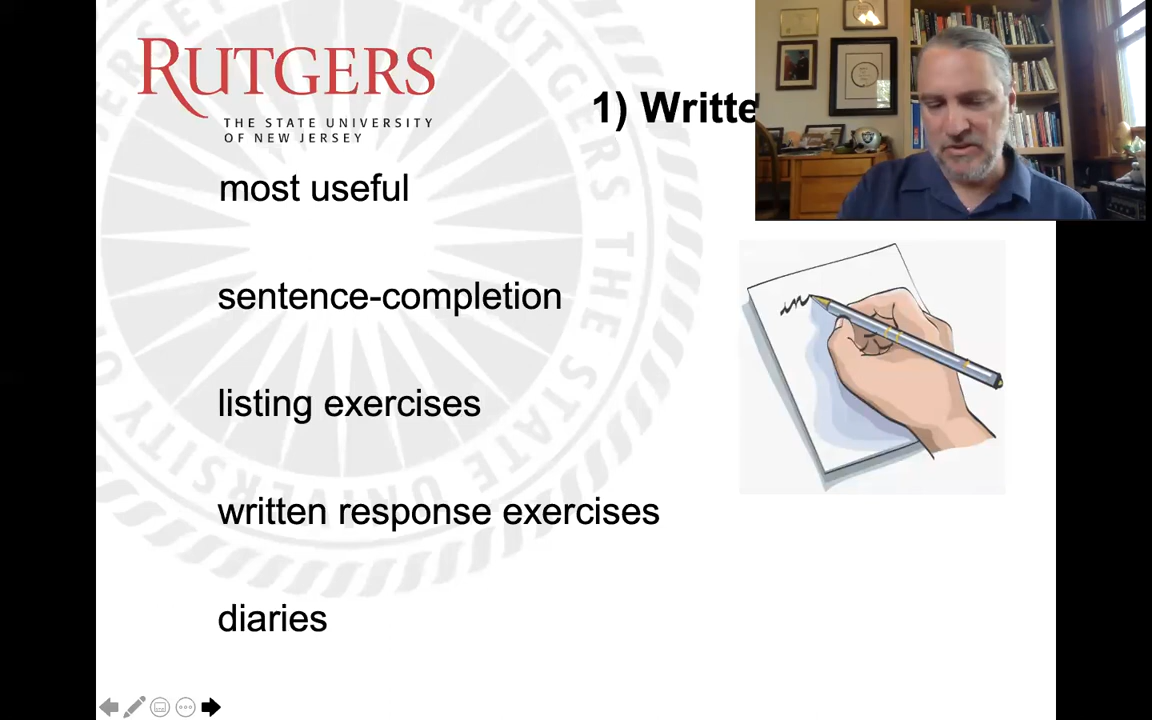 RUTGERS
THE STATE UNIVERSITY
OF NEW JERSEY
1) Writte
most useful
sentence-completion
listing exercises
written response exercises
diaries